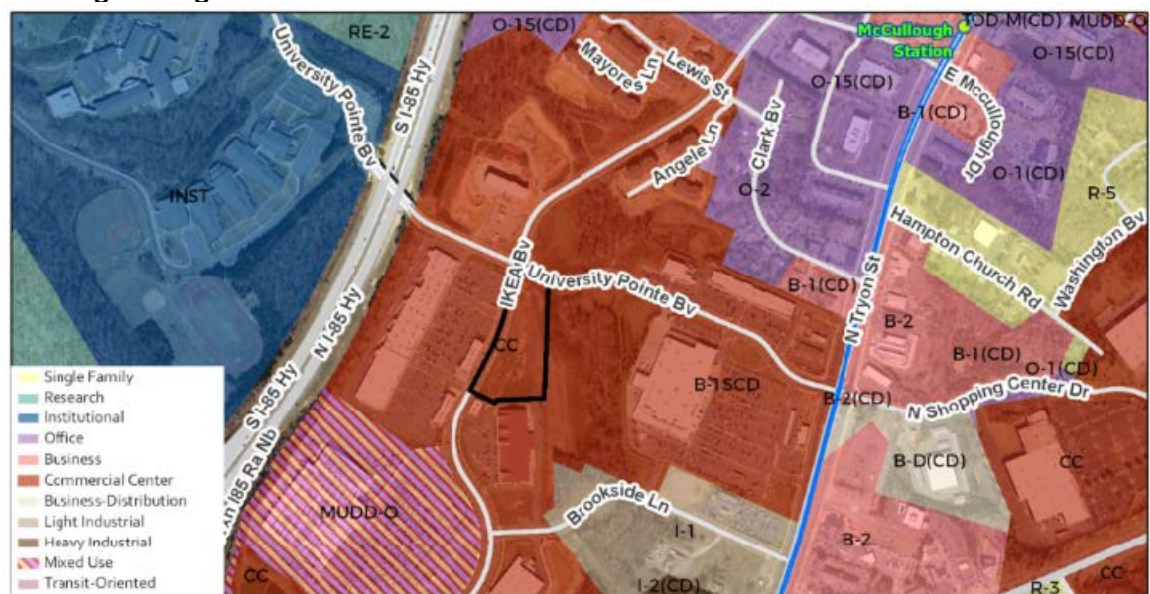 RE-2
O-15(CD)
TOD-M(CD)
MUDD-O
McCullough
Station
O-15(CD)
University Pointe Bv
S I-85 Hy
Mayores Ln
Lewis St
O-15(CD)
B-1(CD)
E McCullough Dr
Clark Bv
Angele Ln
O-2
O-1(CD)
R-5
INST
Hampton Church Rd
Washington Bv
IKEA Bv
University Pointe Bv
B-1(CD)
N Tryon St
N I-85 Hy
B-2
CC
B-1(CD)
O-1(CD)
B-1SCD
B-2(CD)
N Shopping Center Dr
S I-85 Hy
B-D(CD)
CC
MUDD-O
Brookside Ln
I-1
B-2
I-2(CD)
CC
R-3
CC
Single Family
Research
Institutional
Office
Business
Commercial Center
Business-Distribution
Light Industrial
Heavy Industrial
Mixed Use
Transit-Oriented